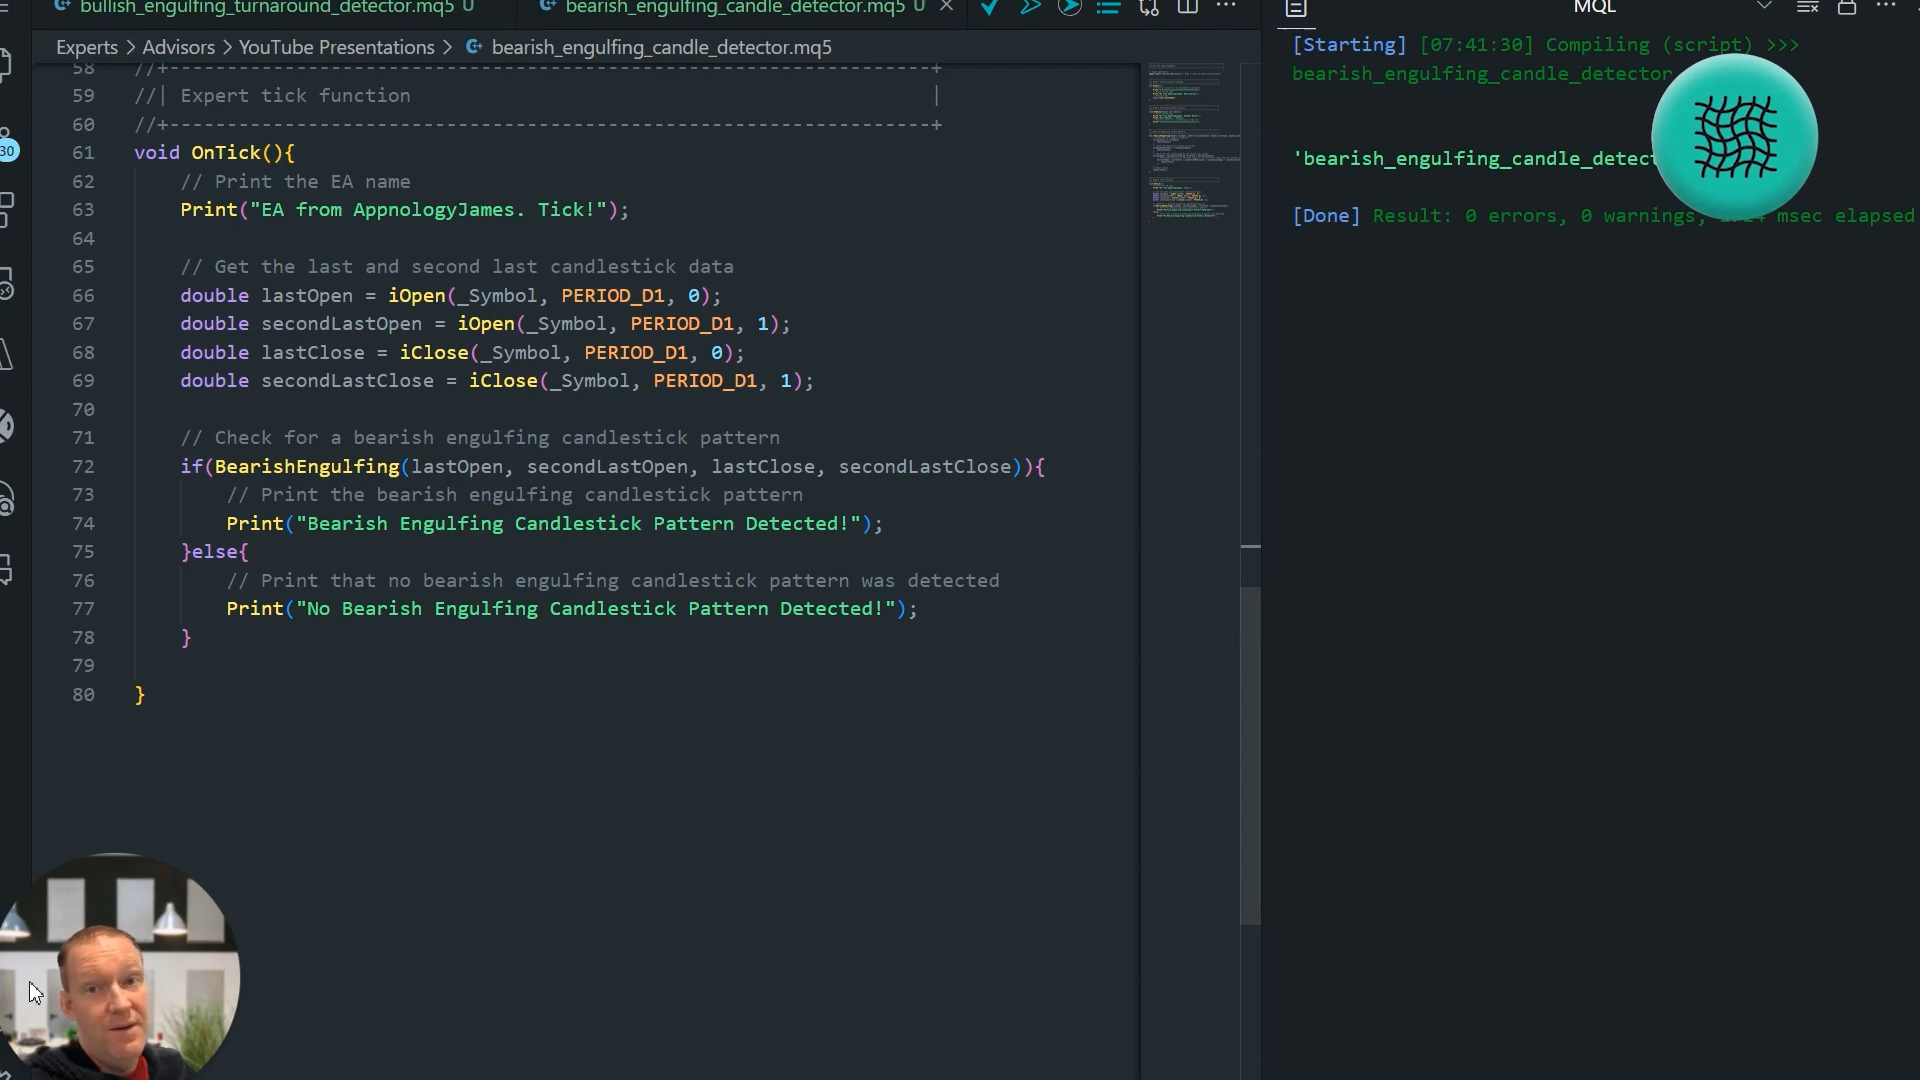 bullish_engulfing_turnaround_detector.mq5 U
bearish_engulfing_candle_detector.mq5 U
MQL
Experts > Advisors > YouTube Presentations > bearish_engulfing_candle_detector.mq5
58 //+------------------------------------------------------------------+
59 //| Expert tick function |
60 //+------------------------------------------------------------------+
61 void OnTick(){
62 // Print the EA name
63 Print("EA from AppnologyJames. Tick!");
64
65 // Get the last and second last candlestick data
66 double lastOpen = iOpen(_Symbol, PERIOD_D1, 0);
67 double secondLastOpen = iOpen(_Symbol, PERIOD_D1, 1);
68 double lastClose = iClose(_Symbol, PERIOD_D1, 0);
69 double secondLastClose = iClose(_Symbol, PERIOD_D1, 1);
70
71 // Check for a bearish engulfing candlestick pattern
72 if(BearishEngulfing(lastOpen, secondLastOpen, lastClose, secondLastClose)){
73 // Print the bearish engulfing candlestick pattern
74 Print("Bearish Engulfing Candlestick Pattern Detected!");
75 }else{
76 // Print that no bearish engulfing candlestick pattern was detected
77 Print("No Bearish Engulfing Candlestick Pattern Detected!");
78 }
79
80 }
30
[Starting] [07:41:30] Compiling (script) >>>
bearish_engulfing_candle_detector
'bearish_engulfing_candle_detect
[Done] Result: 0 errors, 0 warnings, msec elapsed